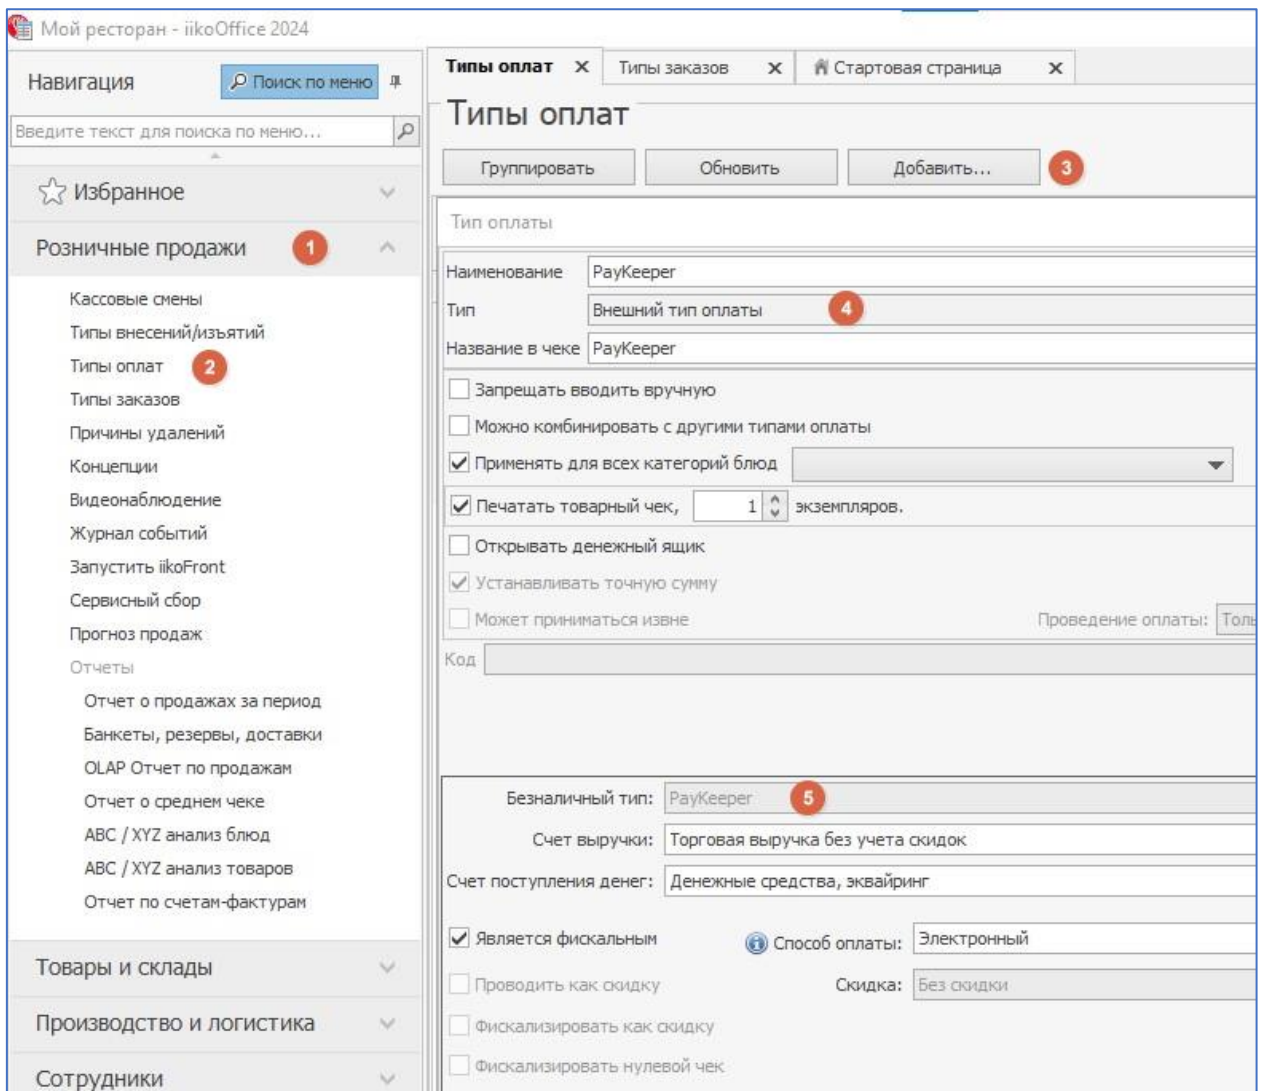 Мой ресторан - iikoOffice 2024
Навигация
Поиск по меню
Введите текст для поиска по меню...
Избранное
Розничные продажи 1
Кассовые смены
Типы внесений/изъятий
Типы оплат 2
Типы заказов
Причины удалений
Концепции
Видеонаблюдение
Журнал событий
Запустить iikoFront
Сервисный сбор
Прогноз продаж
Отчеты
Отчет о продажах за период
Банкеты, резервы, доставки
OLAP Отчет по продажам
Отчет о среднем чеке
ABC / XYZ анализ блюд
ABC / XYZ анализ товаров
Отчет по счетам-фактурам
Товары и склады
Производство и логистика
Сотрудники
Типы оплат Типы заказов Стартовая страница
Типы оплат
Группировать Обновить Добавить... 3
Тип оплаты
Наименование PayKeeper
Тип Внешний тип оплаты 4
Название в чеке PayKeeper
Запрещать вводить вручную
Можно комбинировать с другими типами оплаты
Применять для всех категорий блюд
Печатать товарный чек, 1 экземпляров.
Открывать денежный ящик
Устанавливать точную сумму
Может приниматься извне Проведение оплаты:
Код
Безналичный тип: PayKeeper 5
Счет выручки: Торговая выручка без учета скидок
Счет поступления денег: Денежные средства, эквайринг
Является фискальным Способ оплаты: Электронный
Проводить как скидку Скидка: Без скидки
Фискализировать как скидку
Фискализировать нулевой чек